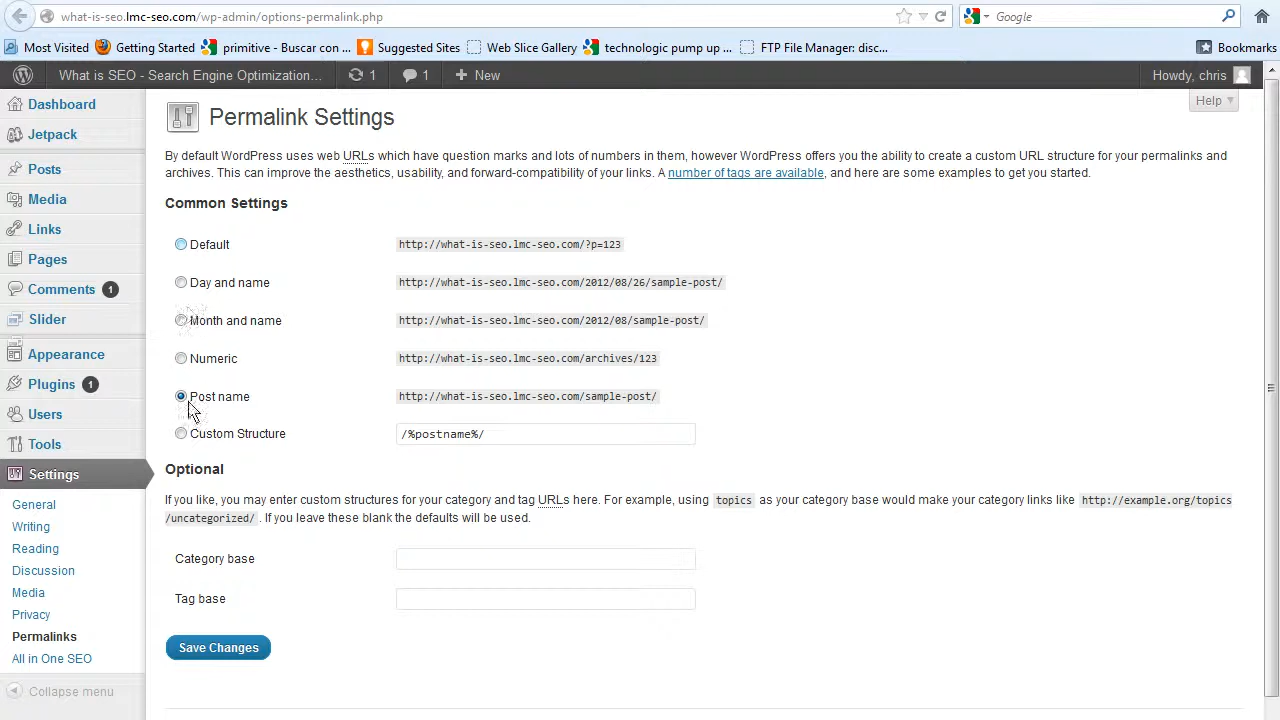 what-is-seo.lmc-seo.com/wp-admin/options-permalink.php
Google
Most Visited
Getting Started
primitive - Buscar con ...
Suggested Sites
Web Slice Gallery
technologic pump up ...
FTP File Manager: disc...
Bookmarks
What is SEO - Search Engine Optimization...
1
1
New
Howdy, chris
Help
Dashboard
Jetpack
Posts
Media
Links
Pages
Comments 1
Slider
Appearance
Plugins 1
Users
Tools
Settings
General
Writing
Reading
Discussion
Media
Privacy
Permalinks
All in One SEO
Collapse menu
Permalink Settings
By default WordPress uses web URLs which have question marks and lots of numbers in them, however WordPress offers you the ability to create a custom URL structure for your permalinks and
archives. This can improve the aesthetics, usability, and forward-compatibility of your links. A number of tags are available, and here are some examples to get you started.
Common Settings
Default http://what-is-seo.lmc-seo.com/?p=123
Day and name http://what-is-seo.lmc-seo.com/2012/08/26/sample-post/
Month and name http://what-is-seo.lmc-seo.com/2012/08/sample-post/
Numeric http://what-is-seo.lmc-seo.com/archives/123
Post name http://what-is-seo.lmc-seo.com/sample-post/
Custom Structure /%postname%/
Optional
If you like, you may enter custom structures for your category and tag URLs here. For example, using topics as your category base would make your category links like http://example.org/topics
/uncategorized/ . If you leave these blank the defaults will be used.
Category base
Tag base
Save Changes